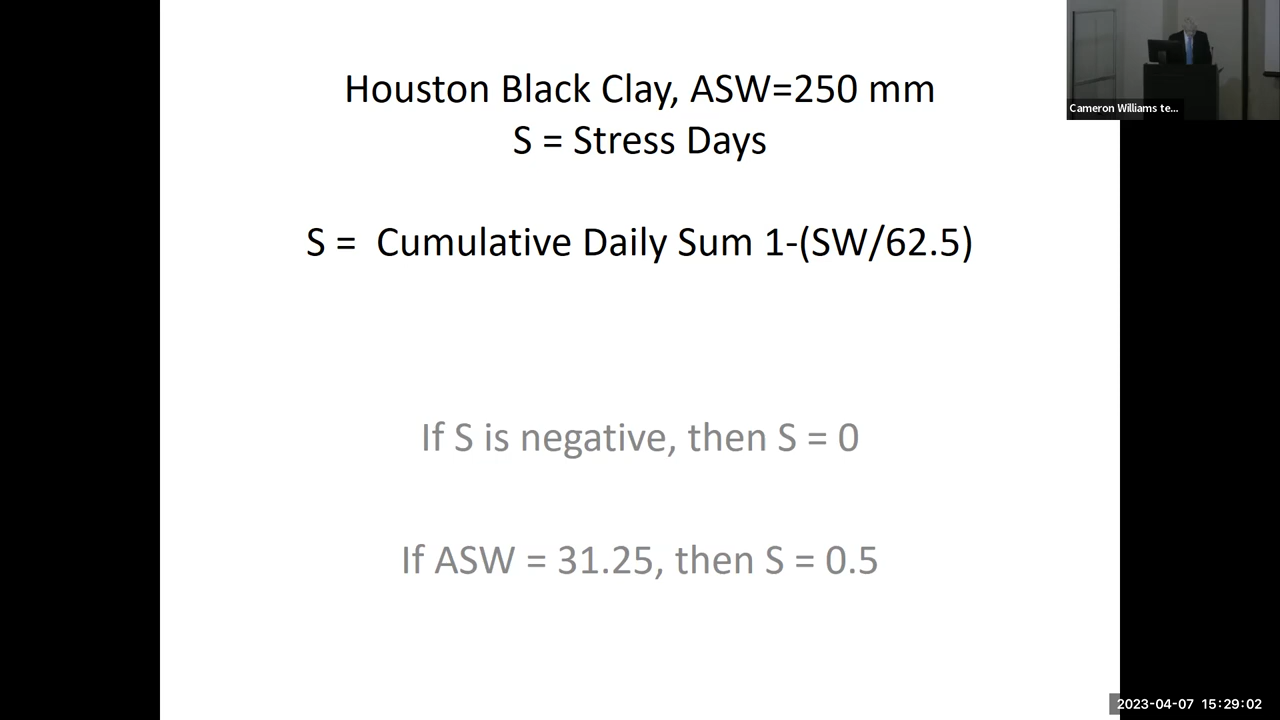 Houston Black Clay, ASW=250 mm
S = Stress Days
S = Cumulative Daily Sum 1-(SW/62.5)
If S is negative, then S = 0
If ASW = 31.25, then S = 0.5
Cameron Williams te...
2023-04-07 15:29:02